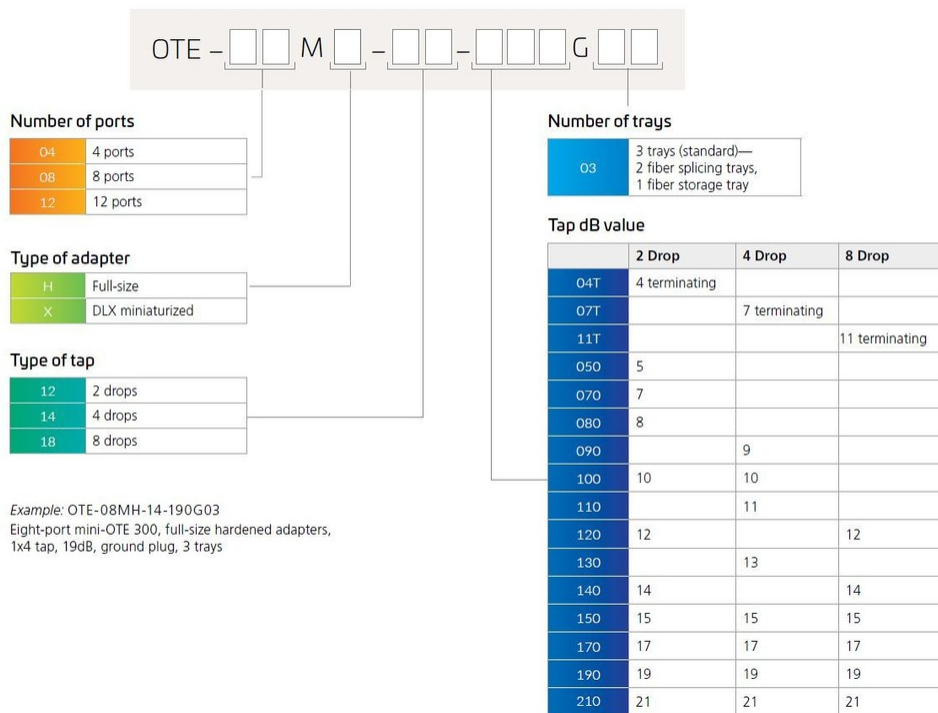 OTE – M – – G
Number of ports
04 4 ports
08 8 ports
12 12 ports
Type of adapter
H Full-size
X DLX miniaturized
Type of tap
12 2 drops
14 4 drops
18 8 drops
Example: OTE-08MH-14-190G03
Eight-port mini-OTE 300, full-size hardened adapters,
1x4 tap, 19dB, ground plug, 3 trays
Number of trays
03 3 trays (standard)—
2 fiber splicing trays,
1 fiber storage tray
Tap dB value
2 Drop 4 Drop 8 Drop
04T 4 terminating
07T 7 terminating
11T 11 terminating
050 5
070 7
080 8
090 9
100 10 10
110 11
120 12 12
130 13
140 14 14
150 15 15 15
170 17 17 17
190 19 19 19
210 21 21 21